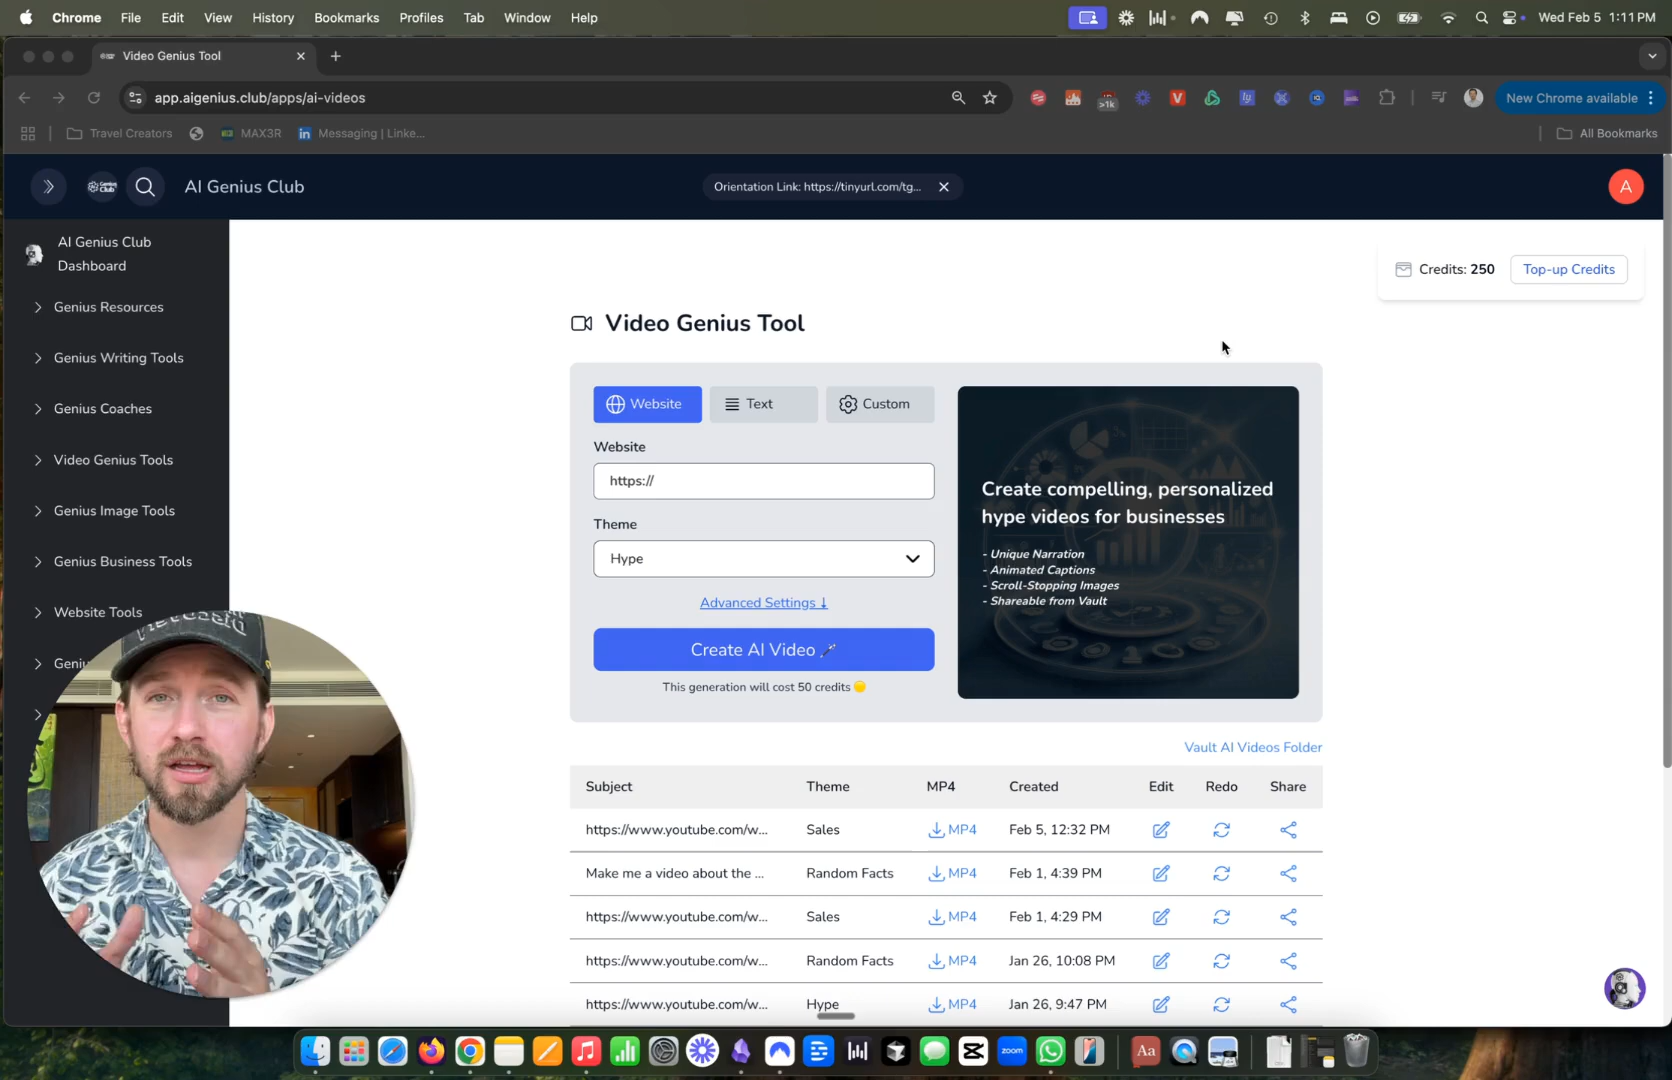 Chrome File Edit View History Bookmarks Profiles Tab Window Help Wed Feb 5 1:11 PM
Video Genius Tool
app.aigenius.club/apps/ai-videos >1k V New Chrome available
Travel Creators MAX3R in Messaging | Linke... All Bookmarks
AI Genius Club Orientation Link: https://tinyurl.com/tg... A
AI Genius Club
Dashboard
Genius Resources
Genius Writing Tools
Genius Coaches
Video Genius Tools
Genius Image Tools
Genius Business Tools
Website Tools
Geniu
Credits: 250 Top-up Credits
Video Genius Tool
Website Text Custom
Website
https://
Theme
Hype
Advanced Settings ↓
Create AI Video
This generation will cost 50 credits
Create compelling, personalized
hype videos for businesses
- Unique Narration
- Animated Captions
- Scroll-Stopping Images
- Shareable from Vault
Vault AI Videos Folder
Subject Theme MP4 Created Edit Redo Share
https://www.youtube.com/w... Sales MP4 Feb 5, 12:32 PM
Make me a video about the ... Random Facts MP4 Feb 1, 4:39 PM
https://www.youtube.com/w... Sales MP4 Feb 1, 4:29 PM
https://www.youtube.com/w... Random Facts MP4 Jan 26, 10:08 PM
https://www.youtube.com/w... Hype MP4 Jan 26, 9:47 PM
zoom Aa